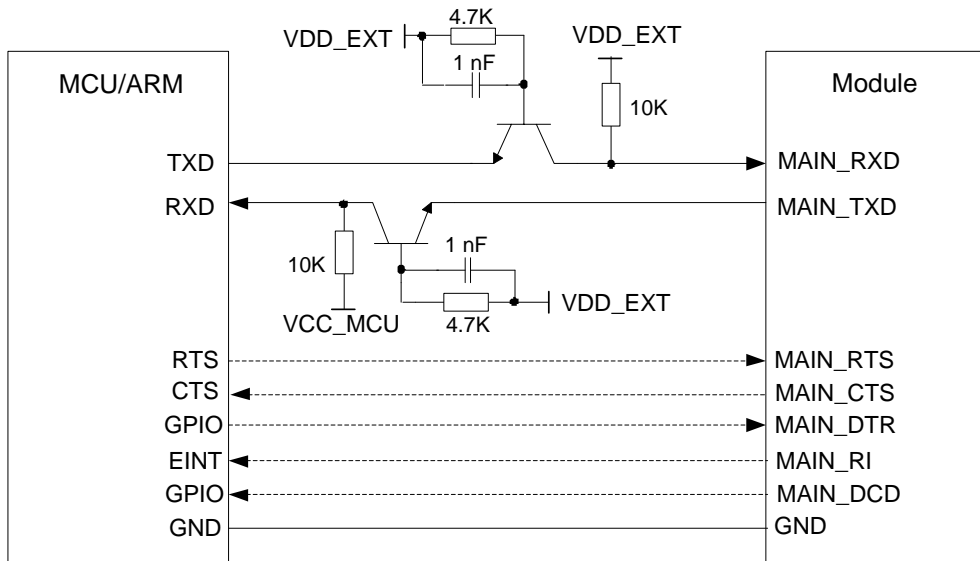 4.7K
VDD_EXT
1 nF
VDD_EXT
10K
MCU/ARM
Module
TXD
MAIN_RXD
RXD
MAIN_TXD
10K
1 nF
VCC_MCU
4.7K
VDD_EXT
RTS
MAIN_RTS
CTS
MAIN_CTS
GPIO
MAIN_DTR
EINT
MAIN_RI
GPIO
MAIN_DCD
GND
GND